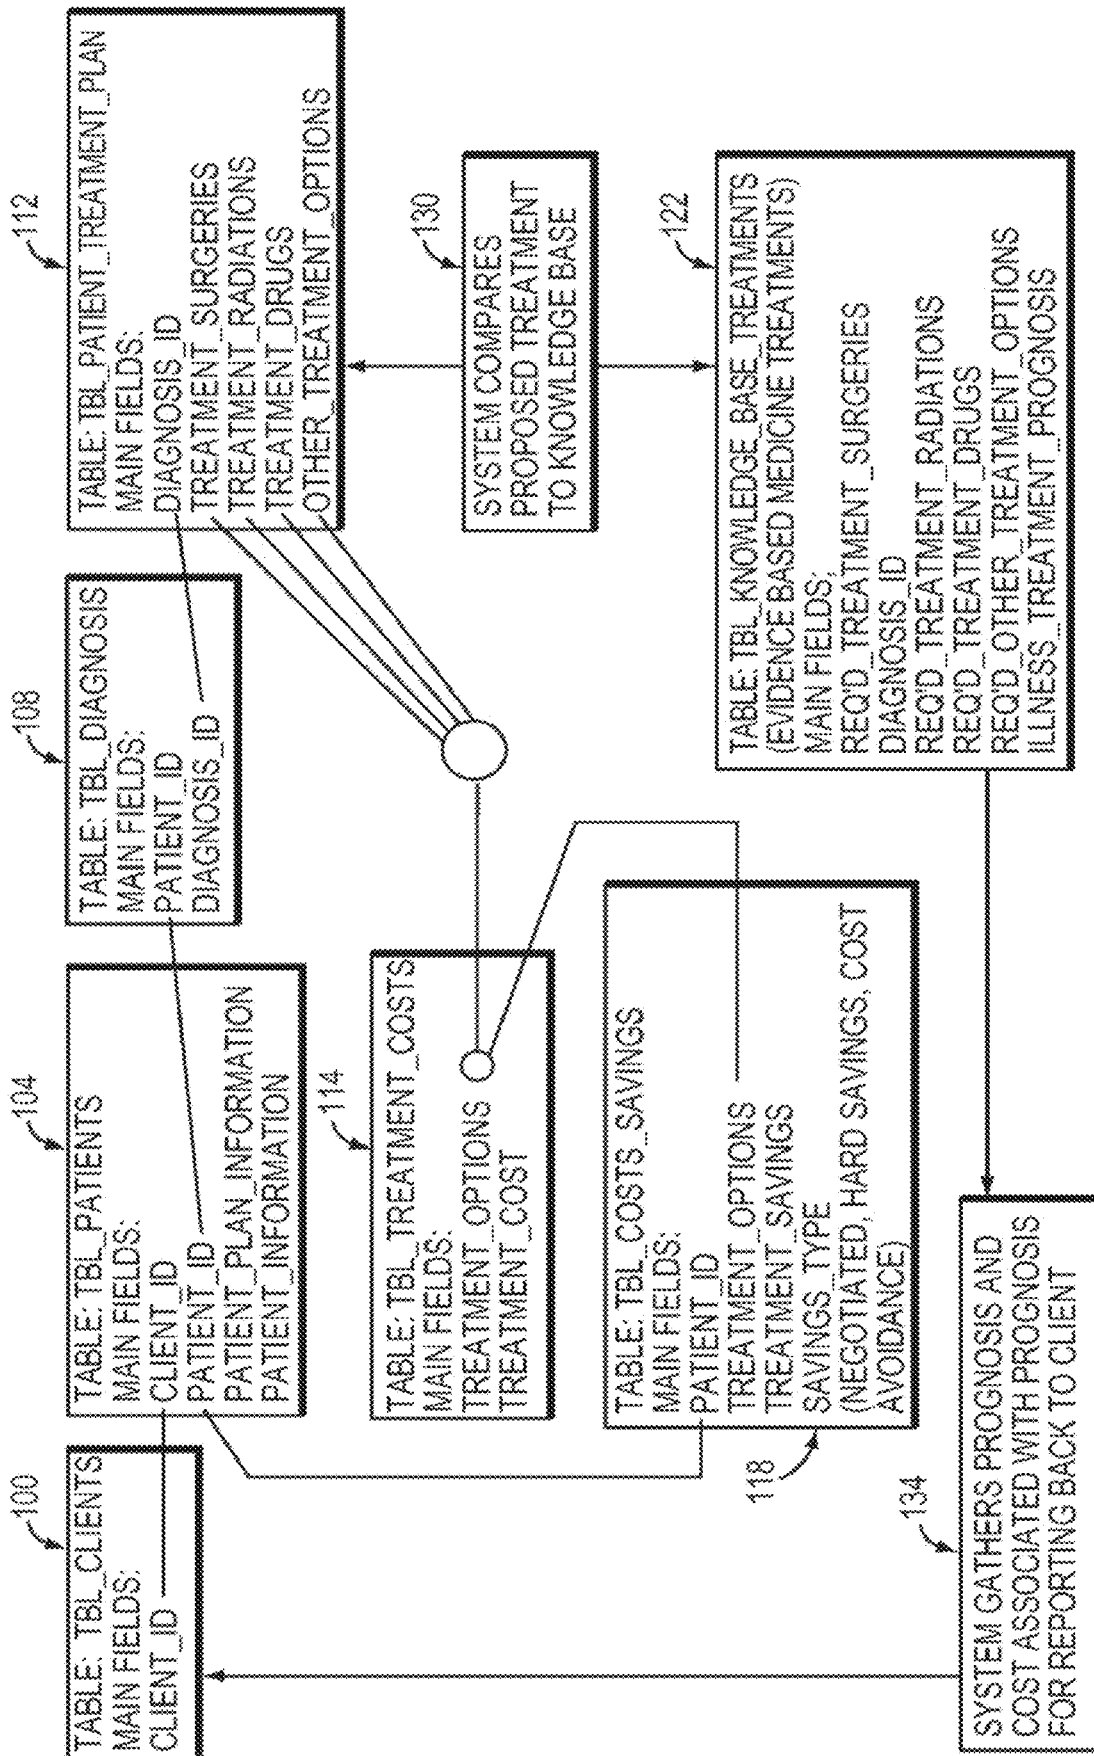 100
TABLE: TBL_CLIENTS
MAIN FIELDS:
CLIENT_ID
104
TABLE: TBL_PATIENTS
MAIN FIELDS:
CLIENT_ID
PATIENT_ID
PATIENT_PLAN_INFORMATION
PATIENT_INFORMATION
108
TABLE: TBL_DIAGNOSIS
MAIN FIELDS:
PATIENT_ID
DIAGNOSIS_ID
112
TABLE: TBL_PATIENT_TREATMENT_PLAN
MAIN FIELDS:
DIAGNOSIS_ID
TREATMENT_SURGERIES
TREATMENT_RADIATIONS
TREATMENT_DRUGS
OTHER_TREATMENT_OPTIONS
114
TABLE: TBL_TREATMENT_COSTS
MAIN FIELDS:
TREATMENT_OPTIONS
TREATMENT_COST
130
SYSTEM COMPARES
PROPOSED TREATMENT
TO KNOWLEDGE BASE
TABLE: TBL_COSTS_SAVINGS
MAIN FIELDS:
PATIENT_ID
TREATMENT_OPTIONS
TREATMENT_SAVINGS
SAVINGS_TYPE
(NEGOTIATED, HARD SAVINGS, COST
AVOIDANCE)
118
122
TABLE: TBL_KNOWLEDGE_BASE_TREATMENTS
(EVIDENCE BASED MEDICINE TREATMENTS)
MAIN FIELDS;
REQ'D_TREATMENT_SURGERIES
DIAGNOSIS_ID
REQ'D_TREATMENT_RADIATIONS
REQ'D_TREATMENT_DRUGS
REQ'D_OTHER_TREATMENT_OPTIONS
ILLNESS_TREATMENT_PROGNOSIS
134
SYSTEM GATHERS PROGNOSIS AND
COST ASSOCIATED WITH PROGNOSIS
FOR REPORTING BACK TO CLIENT